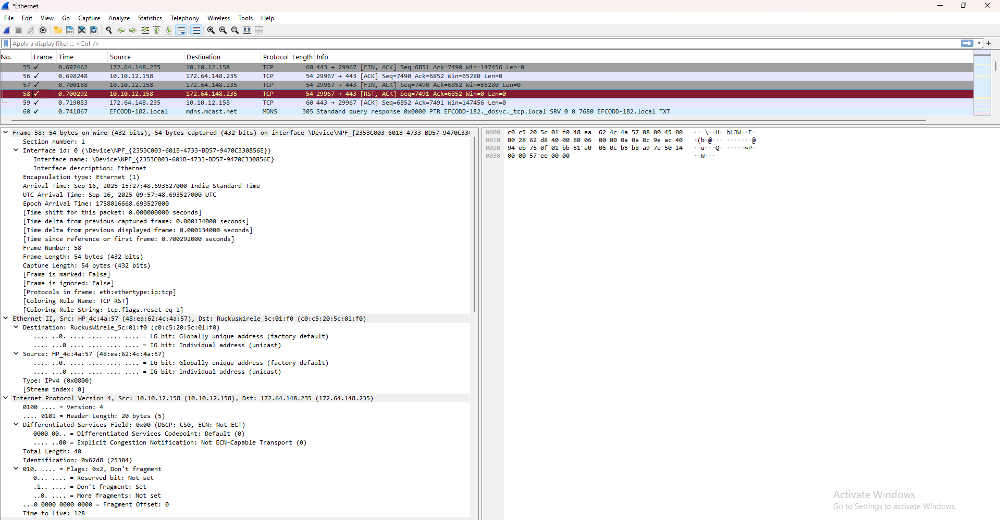 *Ethernet
File Edit View Go Capture Analyze Statistics Telephony Wireless Tools Help
Apply a display filter ... <Ctrl-/>
No. Frame Time Source Destination Protocol Length Info
55 ✓ 0.697462 172.64.148.235 10.10.12.158 TCP 60 443 → 29967 [FIN, ACK] Seq=6851 Ack=7490 Win=147456 Len=0
56 ✓ 0.698248 10.10.12.158 172.64.148.235 TCP 54 29967 → 443 [ACK] Seq=7490 Ack=6852 Win=65280 Len=0
57 ✓ 0.700158 10.10.12.158 172.64.148.235 TCP 54 29967 → 443 [FIN, ACK] Seq=7490 Ack=6852 Win=65280 Len=0
58 ✓ 0.700292 10.10.12.158 172.64.148.235 TCP 54 29967 → 443 [RST, ACK] Seq=7491 Ack=6852 Win=0 Len=0
59 ✓ 0.719083 172.64.148.235 10.10.12.158 TCP 60 443 → 29967 [ACK] Seq=6852 Ack=7491 Win=147456 Len=0
60 ✓ 0.741867 EFCODD-182.local mdns.mcast.net MDNS 305 Standard query response 0x0000 PTR EFCODD-182._dosvc._tcp.local SRV 0 0 7680 EFCODD-182.local TXT
Frame 58: 54 bytes on wire (432 bits), 54 bytes captured (432 bits) on interface \Device\NPF_{2353C003-601B-4733-BD57-9470C33
Section number: 1
Interface id: 0 (\Device\NPF_{2353C003-601B-4733-BD57-9470C330856E})
Interface name: \Device\NPF_{2353C003-601B-4733-BD57-9470C330856E}
Interface description: Ethernet
Encapsulation type: Ethernet (1)
Arrival Time: Sep 16, 2025 15:27:48.693527000 India Standard Time
UTC Arrival Time: Sep 16, 2025 09:57:48.693527000 UTC
Epoch Arrival Time: 1758016668.693527000
[Time shift for this packet: 0.000000000 seconds]
[Time delta from previous captured frame: 0.000134000 seconds]
[Time delta from previous displayed frame: 0.000134000 seconds]
[Time since reference or first frame: 0.700292000 seconds]
Frame Number: 58
Frame Length: 54 bytes (432 bits)
Capture Length: 54 bytes (432 bits)
[Frame is marked: False]
[Frame is ignored: False]
[Protocols in frame: eth:ethertype:ip:tcp]
[Coloring Rule Name: TCP RST]
[Coloring Rule String: tcp.flags.reset eq 1]
Ethernet II, Src: HP_4c:4a:57 (48:ea:62:4c:4a:57), Dst: RuckusWirele_5c:01:f0 (c0:c5:20:5c:01:f0)
Destination: RuckusWirele_5c:01:f0 (c0:c5:20:5c:01:f0)
.... ..0. .... .... .... .... = LG bit: Globally unique address (factory default)
.... ...0 .... .... .... .... = IG bit: Individual address (unicast)
Source: HP_4c:4a:57 (48:ea:62:4c:4a:57)
.... ..0. .... .... .... .... = LG bit: Globally unique address (factory default)
.... ...0 .... .... .... .... = IG bit: Individual address (unicast)
Type: IPv4 (0x0800)
[Stream index: 0]
Internet Protocol Version 4, Src: 10.10.12.158 (10.10.12.158), Dst: 172.64.148.235 (172.64.148.235)
0100 .... = Version: 4
.... 0101 = Header Length: 20 bytes (5)
Differentiated Services Field: 0x00 (DSCP: CS0, ECN: Not-ECT)
0000 00.. = Differentiated Services Codepoint: Default (0)
.... ..00 = Explicit Congestion Notification: Not ECN-Capable Transport (0)
Total Length: 40
Identification: 0x62d8 (25304)
010. .... = Flags: 0x2, Don't fragment
0... .... = Reserved bit: Not set
.1.. .... = Don't fragment: Set
..0. .... = More fragments: Not set
...0 0000 0000 0000 = Fragment Offset: 0
Time to Live: 128
0000 c0 c5 20 5c 01 f0 48 ea 62 4c 4a 57 08 00 45 00 ·· \··H· bLJW··E·
0010 00 28 62 d8 40 00 80 06 00 00 0a 0a 0c 9e ac 40 ·(b·@··· ·······@
0020 94 eb 75 0f 01 bb 51 e0 06 0c b5 b8 a9 7e 50 14 ··u···Q· ·····~P·
0030 00 00 57 ee 00 00 ··W···
Activate Windows
Go to Settings to activate Windows.